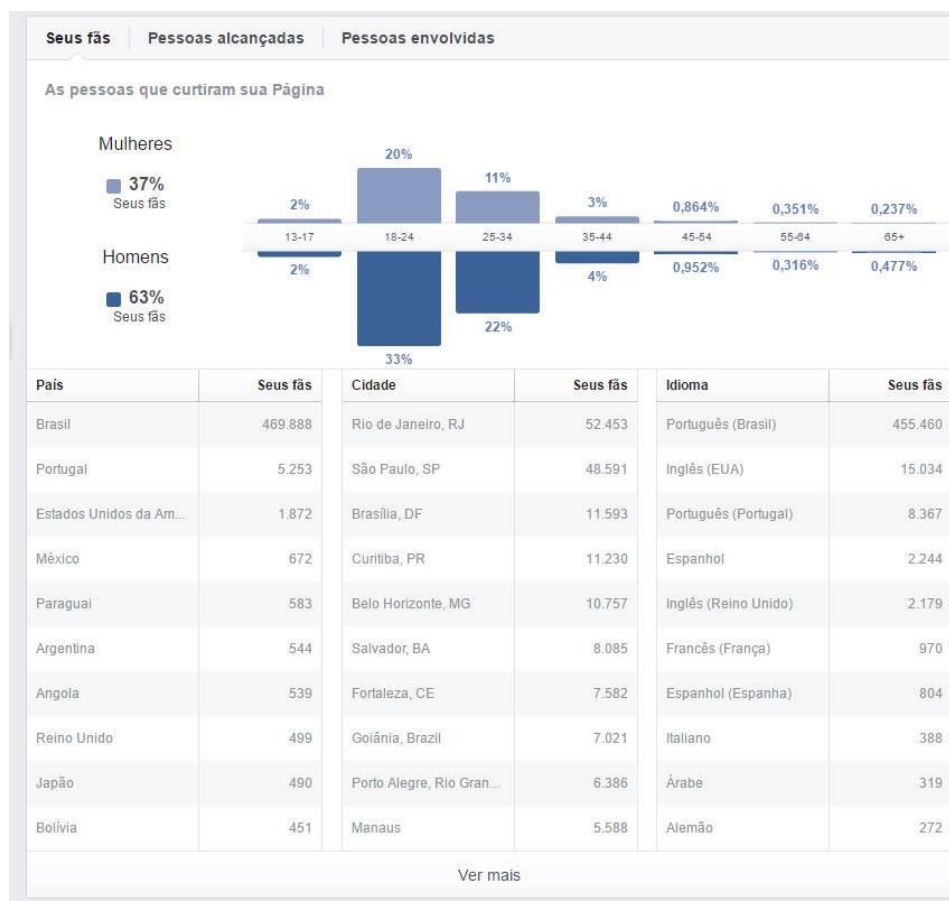 Seus fãs Pessoas alcançadas Pessoas envolvidas
As pessoas que curtiram sua Página
Mulheres
37%
Seus fãs
2% 20% 11% 3% 0,864% 0,351% 0,237%
13-17 18-24 25-34 35-44 45-54 55-64 65+
Homens
63%
Seus fãs
2% 33% 22% 4% 0,952% 0,316% 0,477%
País Seus fãs Cidade Seus fãs Idioma Seus fãs
Brasil 469.888 Rio de Janeiro, RJ 52.453 Português (Brasil) 455.460
Portugal 5.253 São Paulo, SP 48.591 Inglês (EUA) 15.034
Estados Unidos da Am... 1.872 Brasília, DF 11.593 Português (Portugal) 8.367
México 672 Curitiba, PR 11.230 Espanhol 2.244
Paraguai 583 Belo Horizonte, MG 10.757 Inglês (Reino Unido) 2.179
Argentina 544 Salvador, BA 8.085 Francês (França) 970
Angola 539 Fortaleza, CE 7.582 Espanhol (Espanha) 804
Reino Unido 499 Goiânia, Brazil 7.021 Italiano 388
Japão 490 Porto Alegre, Rio Gran... 6.386 Árabe 319
Bolívia 451 Manaus 5.588 Alemão 272
Ver mais